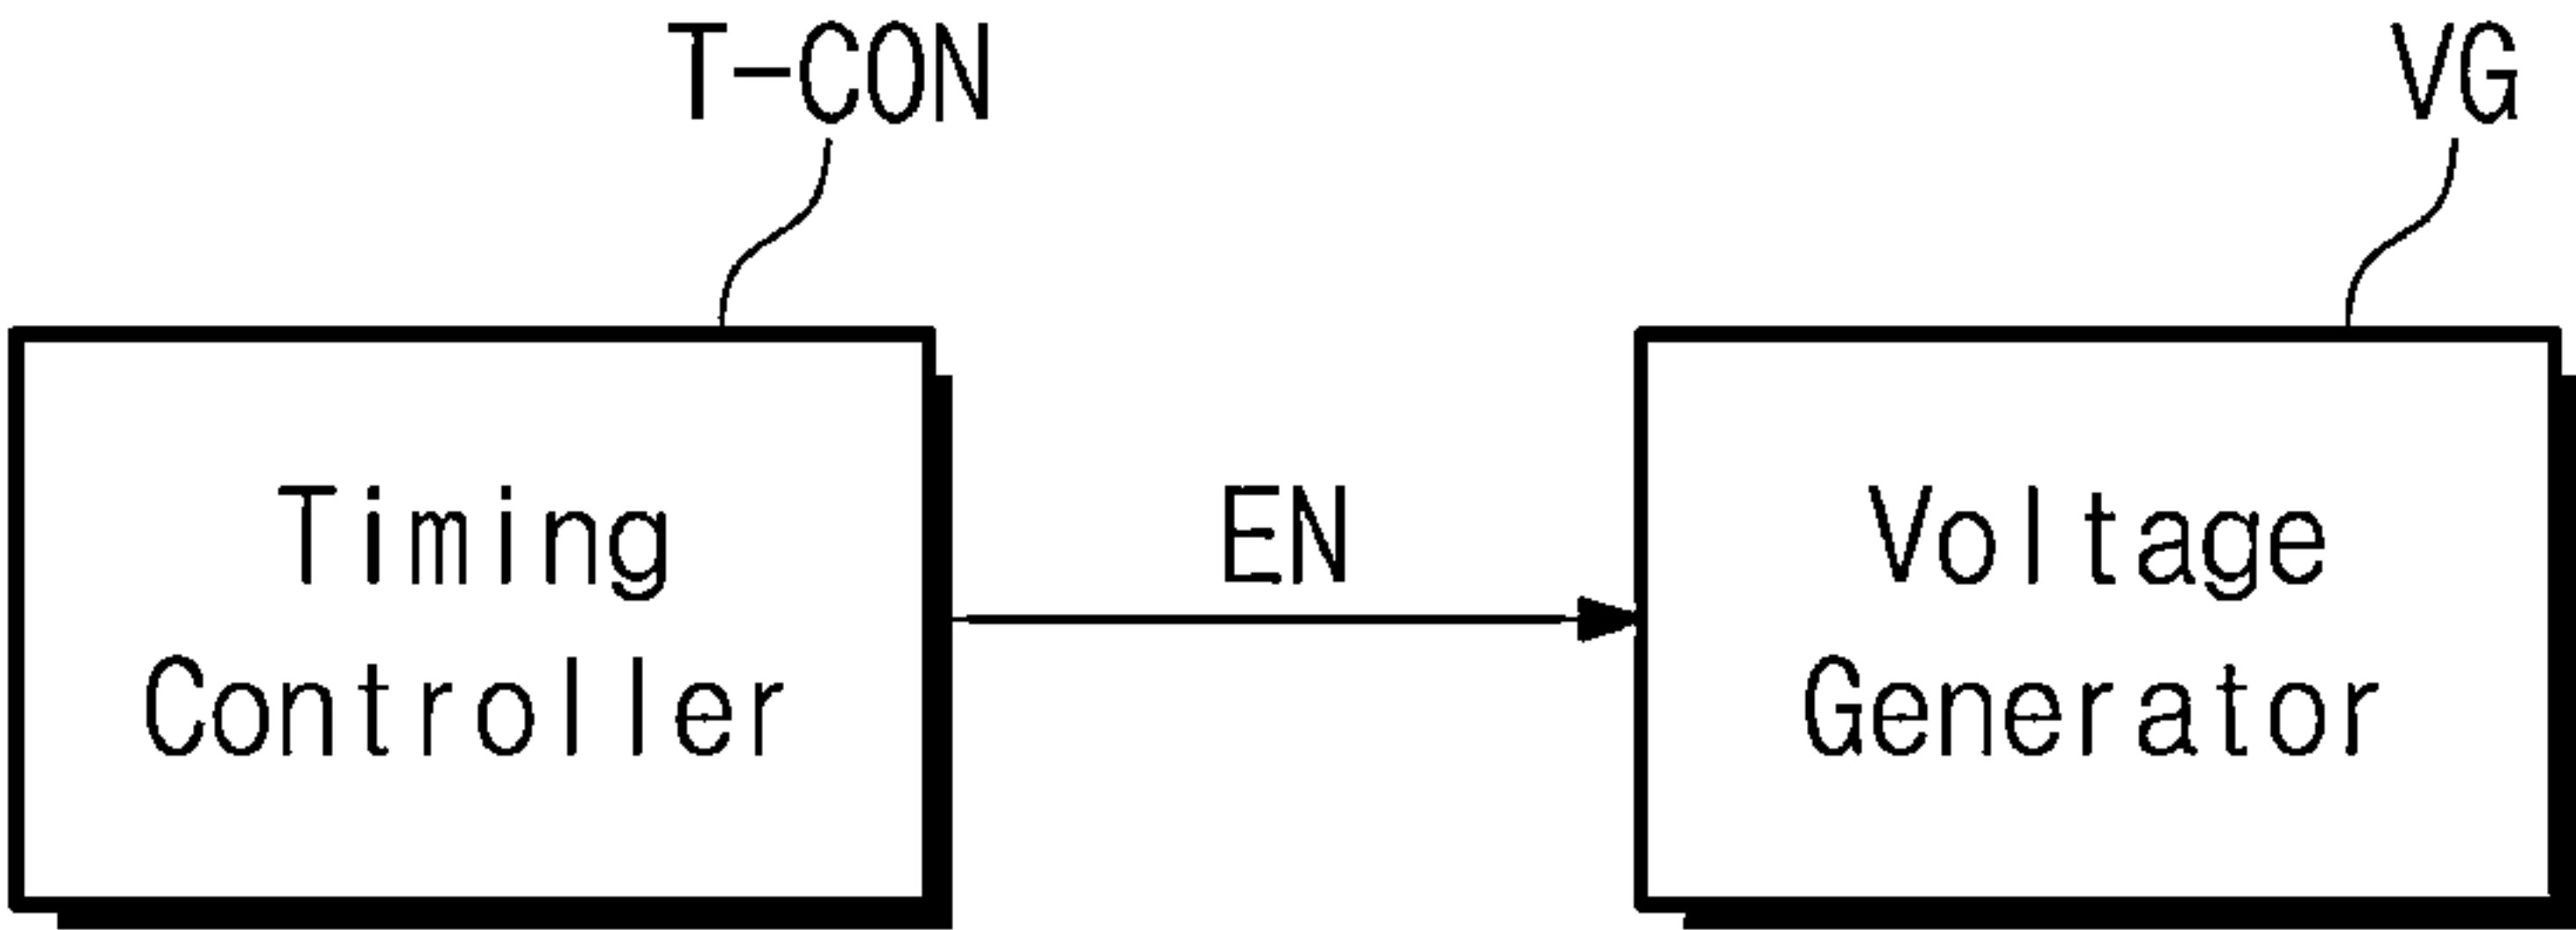 T-CON
VG
Timing
Controller
EN
Voltage
Generator